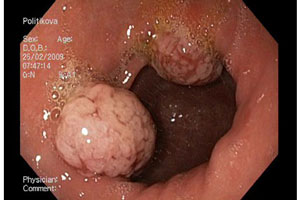 Politikova
Sex: Age:
D.O.B.:
25/02/2009
07:47:14
Physician:
Comment: